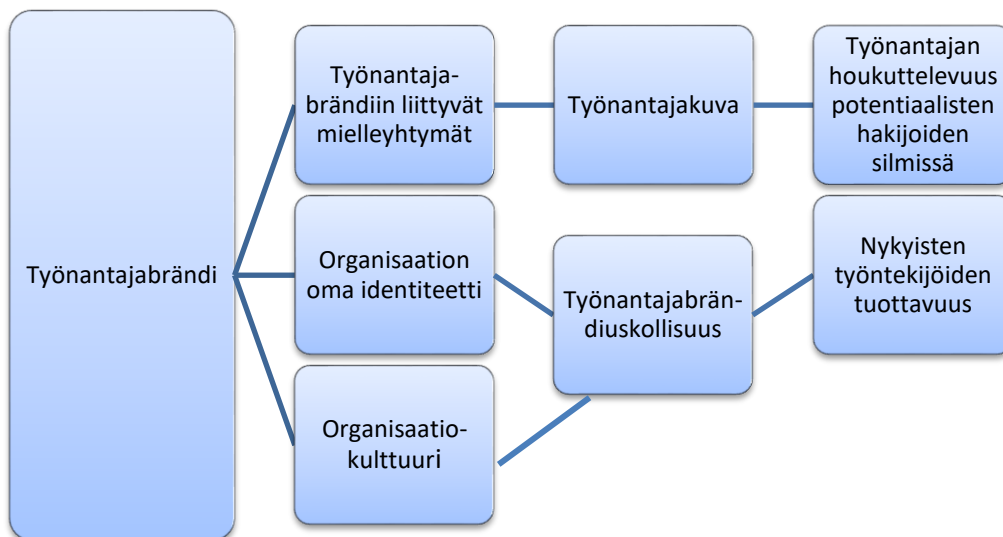 Työnantajabrändi
Työnantaja-
brändiin liittyvät
mielleyhtymät
Organisaation
oma identiteetti
Organisaatio-
kulttuuri
Työnantajakuva
Työnantajabrän-
diuskollisuus
Työnantajan
houkuttelevuus
potentiaalisten
hakijoiden
silmissä
Nykyisten
työntekijöiden
tuottavuus